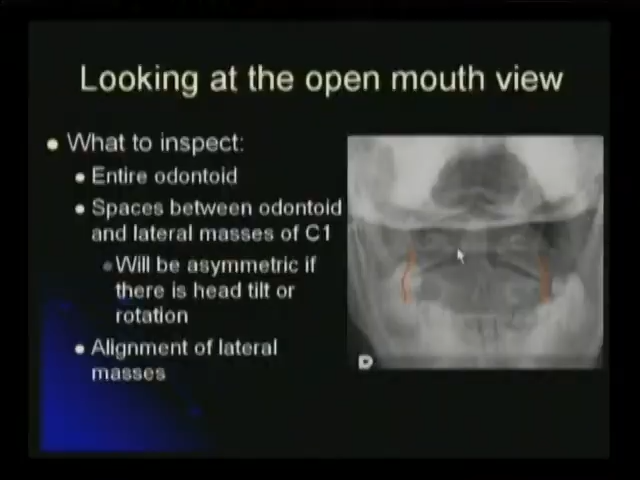 Looking at the open mouth view
What to inspect:
Entire odontoid
Spaces between odontoid
and lateral masses of C1
Will be asymmetric if
there is head tilt or
rotation
Alignment of lateral
masses
D